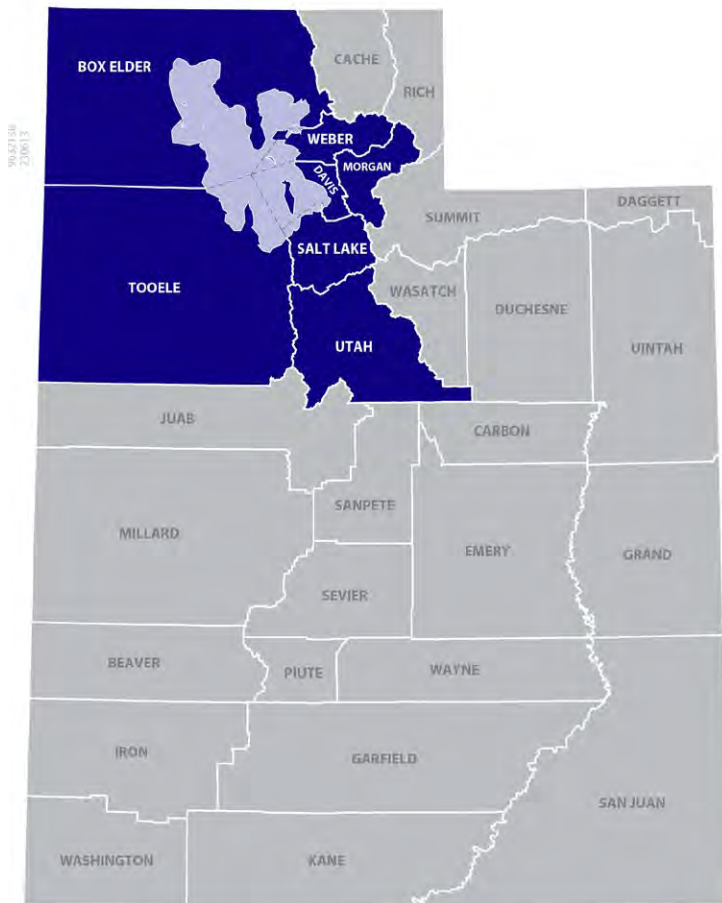 CACHE
BOX ELDER
RICH
WEBER
MORGAN
DAVIS
DAGGETT
SUMMIT
SALT LAKE
TOOELE
WASATCH
DUCHESNE
UTAH
UINTAH
JUAB
CARBON
SANPETE
MILLARD
EMERY
GRAND
SEVIER
BEAVER
PIUTE
WAYNE
IRON
GARFIELD
SAN JUAN
WASHINGTON
KANE